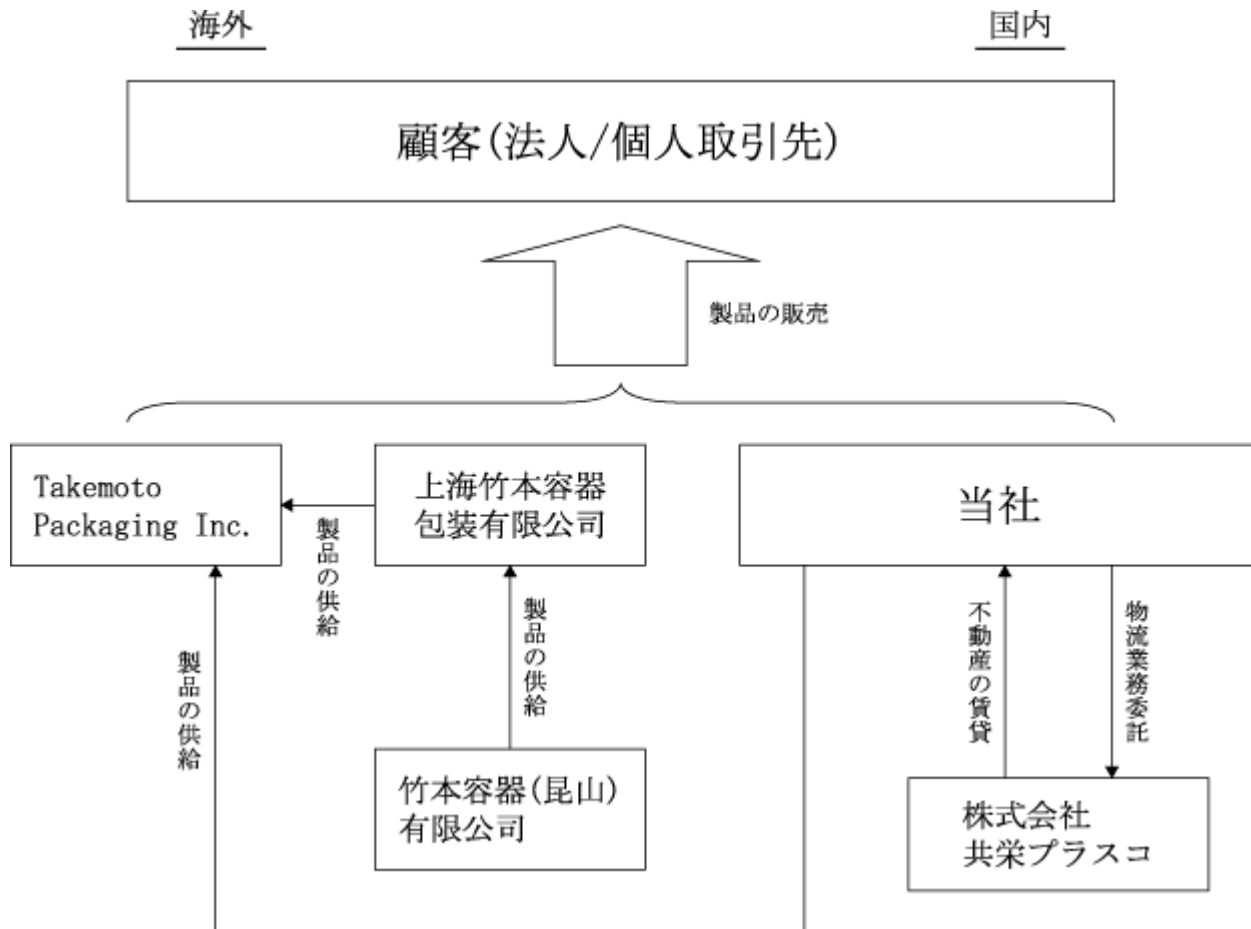 海外
国内
顧客(法人/個人取引先)
製品の販売
Takemoto
Packaging Inc.
上海竹本容器
包装有限公司
当社
製品の供給
製品の供給
製品の供給
不動産の賃貸
物流業務委託
竹本容器(昆山)
有限公司
株式会社
共栄プラスコ